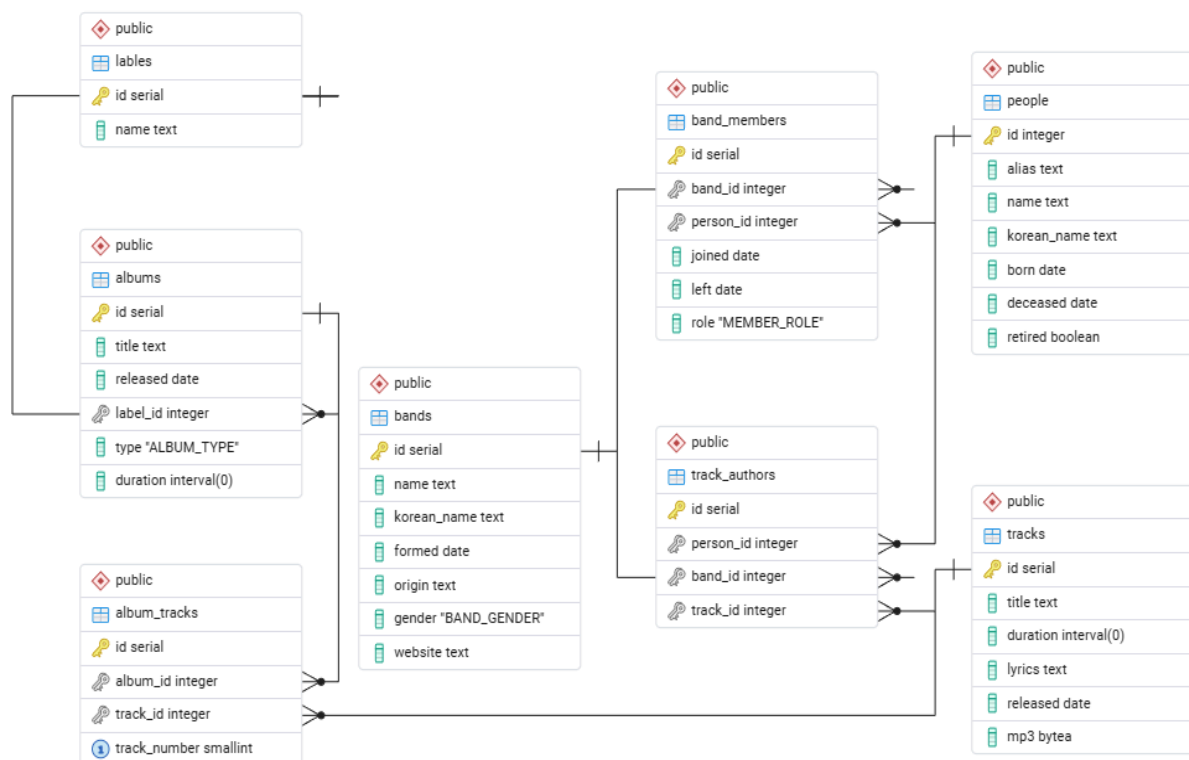 public
lables
id serial
name text
public
albums
id serial
title text
released date
label_id integer
type "ALBUM_TYPE"
duration interval(0)
public
album_tracks
id serial
album_id integer
track_id integer
1 track_number smallint
public
bands
id serial
name text
korean_name text
formed date
origin text
gender "BAND_GENDER"
website text
public
band_members
id serial
band_id integer
person_id integer
joined date
left date
role "MEMBER_ROLE"
public
track_authors
id serial
person_id integer
band_id integer
track_id integer
public
people
id integer
alias text
name text
korean_name text
born date
deceased date
retired boolean
public
tracks
id serial
title text
duration interval(0)
lyrics text
released date
mp3 bytea